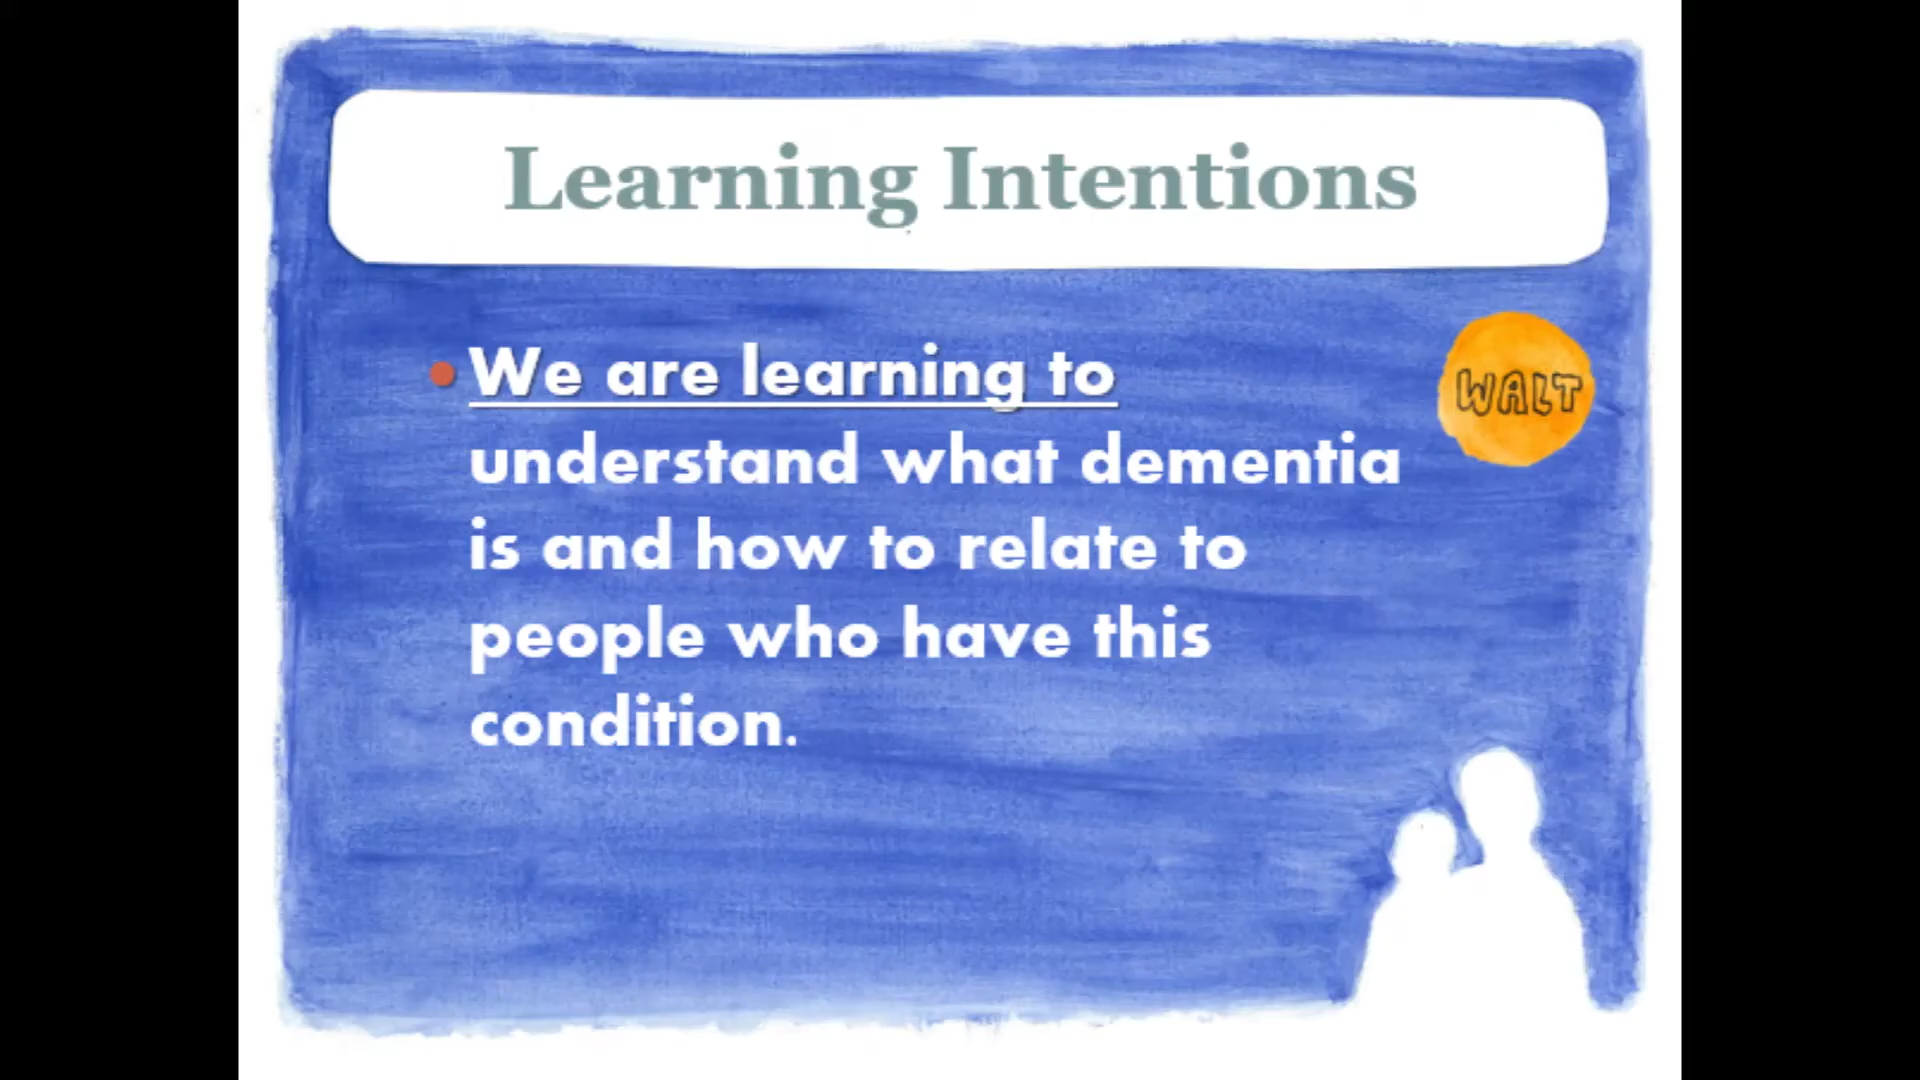 Learning Intentions
• We are learning to
WALT
understand what dementia
is and how to relate to
people who have this
condition.